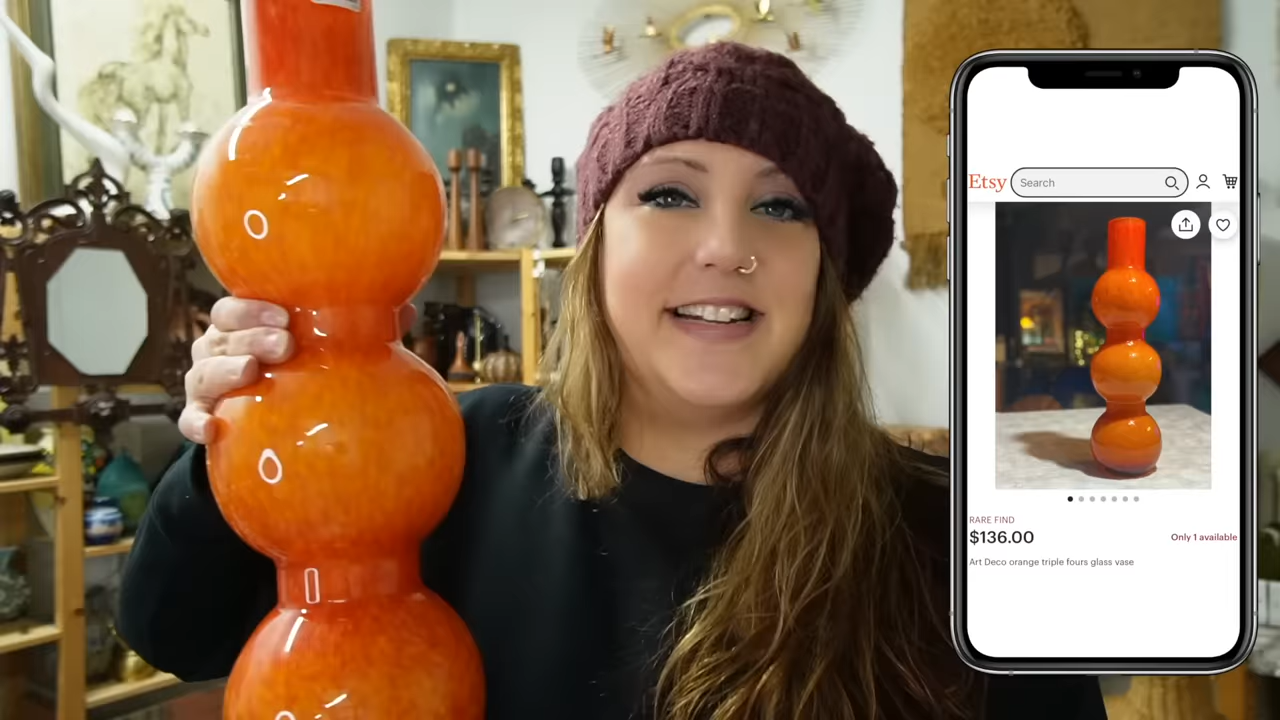 Etsy
Search
RARE FIND
$136.00
Only 1 available
Art Deco orange triple fours glass vase